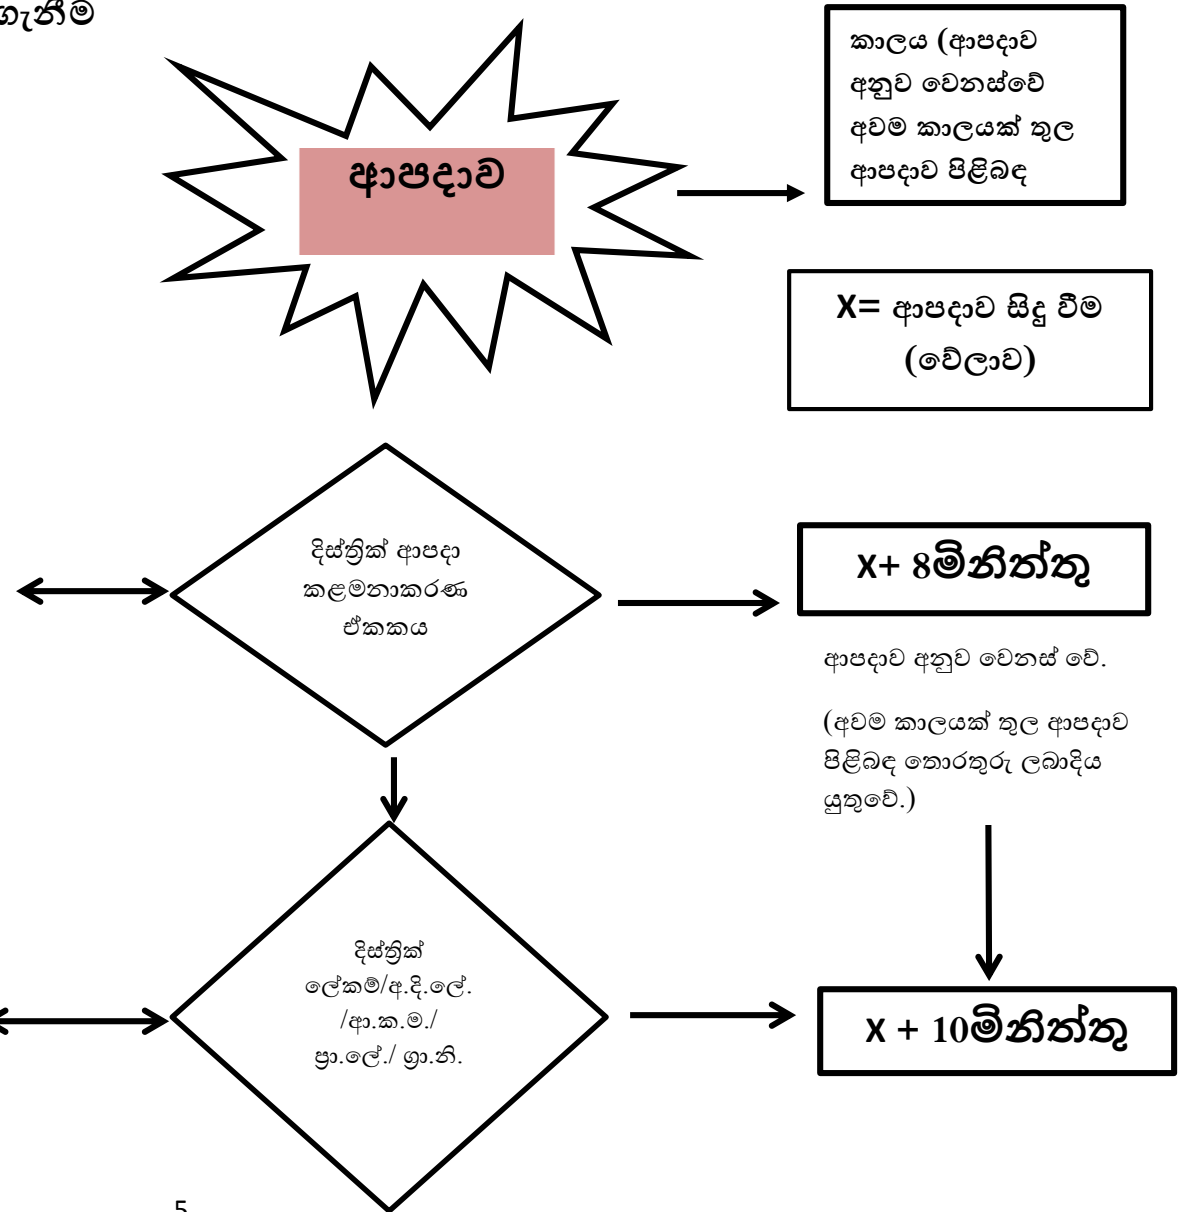 ගැනීම
ආපදාව
කාලය (ආපදාව
අනුව වෙනස්වේ
අවම කාලයක් තුල
ආපදාව පිළිබඳ
X= ආපදාව සිදු වීම
(වේලාව)
දිස්ත්‍රික් ආපදා
කළමනාකරණ
ඒකකය
X+ 8මිනිත්තු
ආපදාව අනුව වෙනස් වේ.
(අවම කාලයක් තුල ආපදාව
පිළිබඳ තොරතුරු ලබාදිය
යුතුවේ.)
දිස්ත්‍රික්
ලේකම්/අ.දි.ලේ.
/ආ.ක.ම./
ප්‍රා.ලේ./ ග්‍රා.නි.
X + 10මිනිත්තු
5